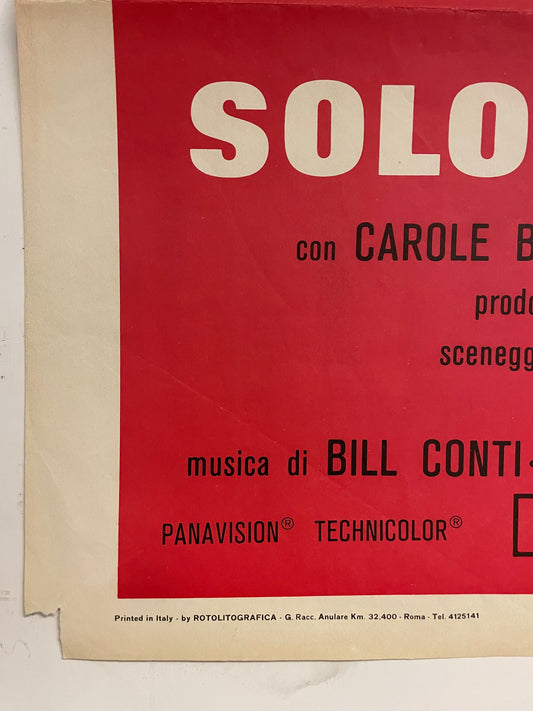 SOLO
con CAROLE B
prodo
scenegg
musica di BILL CONTI
PANAVISION® TECHNICOLOR®
Printed in Italy - by ROTOLITOGRAFICA - G. Racc. Anulare Km. 32,400 - Roma - Tel. 4125141